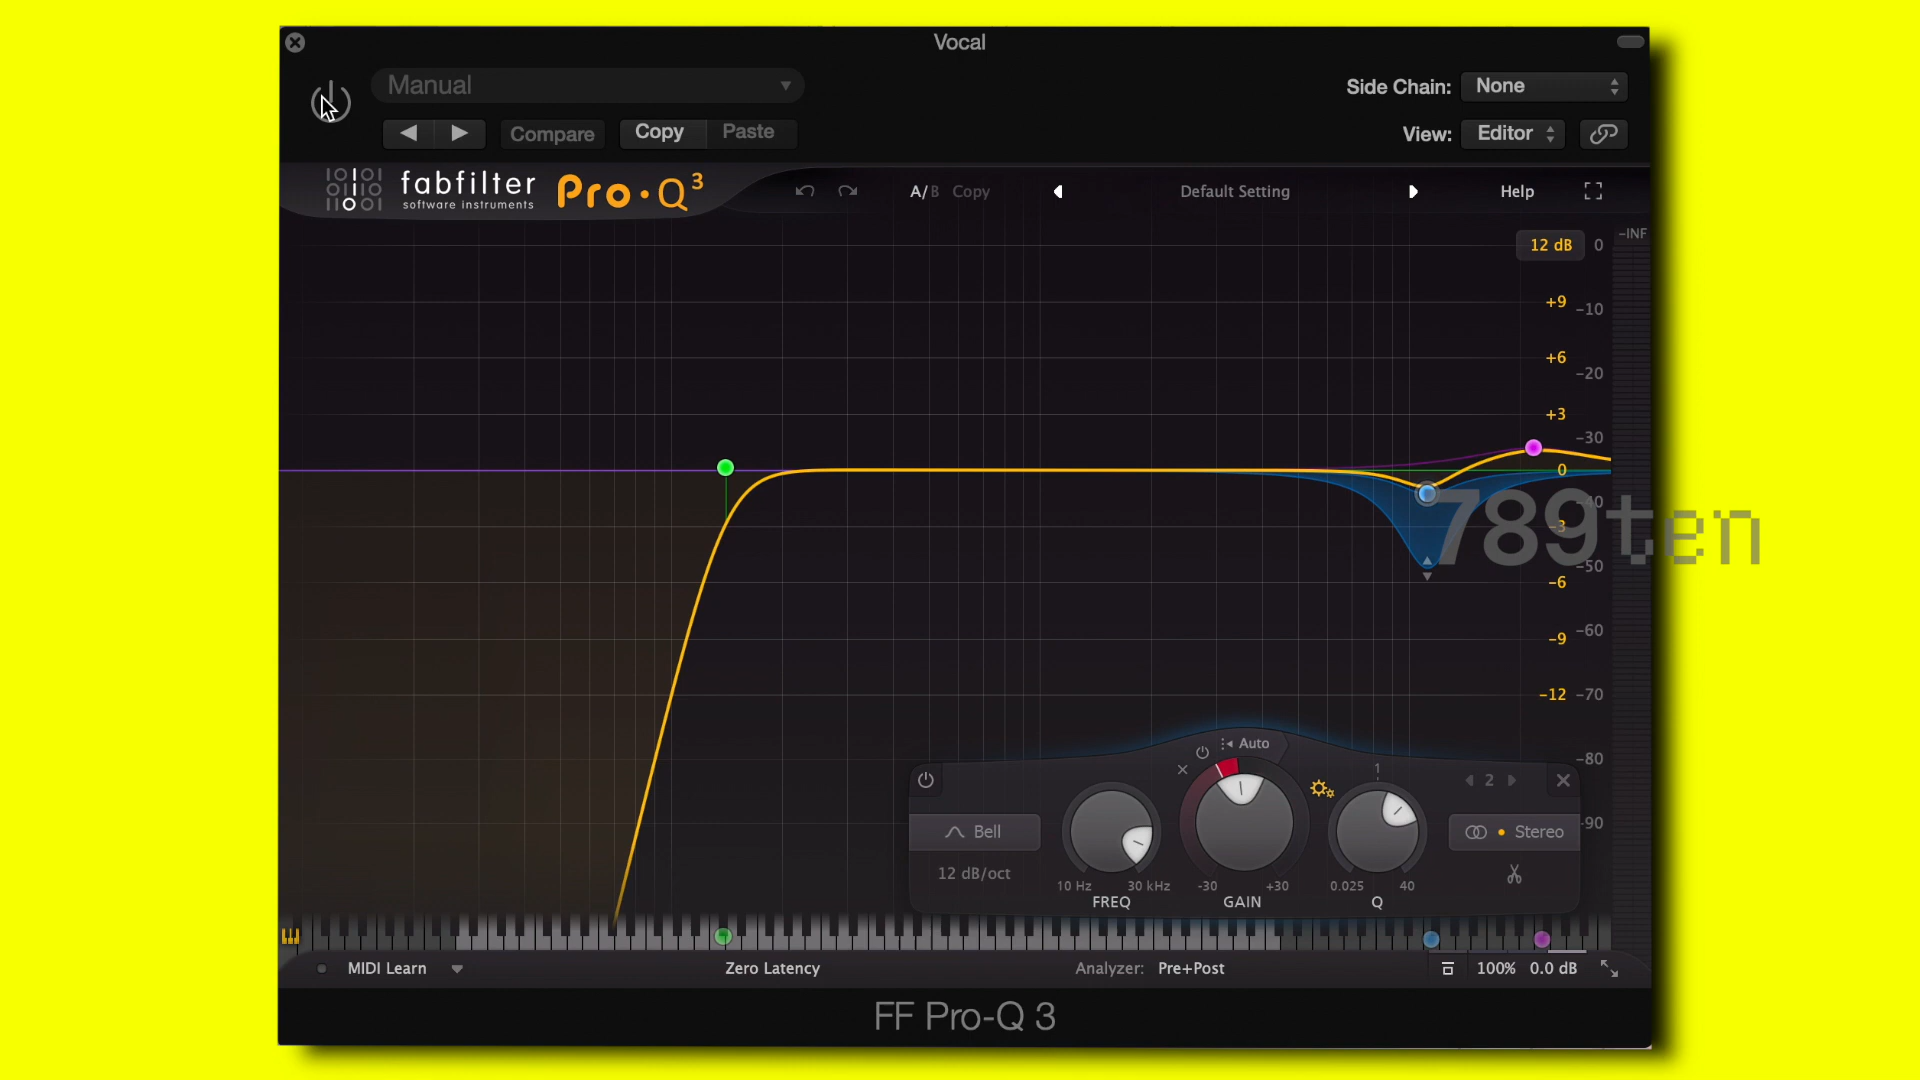 Vocal
Manual
Side Chain: None
Compare Copy Paste
View: Editor
fabfilter
software instruments
Pro·Q 3
A/B Copy
Default Setting
Help
-INF
12 dB 0
+9 -10
+6 -20
+3 -30
0
-40
789ten
-3
-50
-6
-9 -60
-12 -70
-80
-90
Auto
1
2
Bell
Stereo
12 dB/oct
10 Hz 30 kHz
-30 +30
0.025 40
FREQ
GAIN
Q
MIDI Learn
Zero Latency
Analyzer: Pre+Post
100%
0.0 dB
FF Pro-Q 3